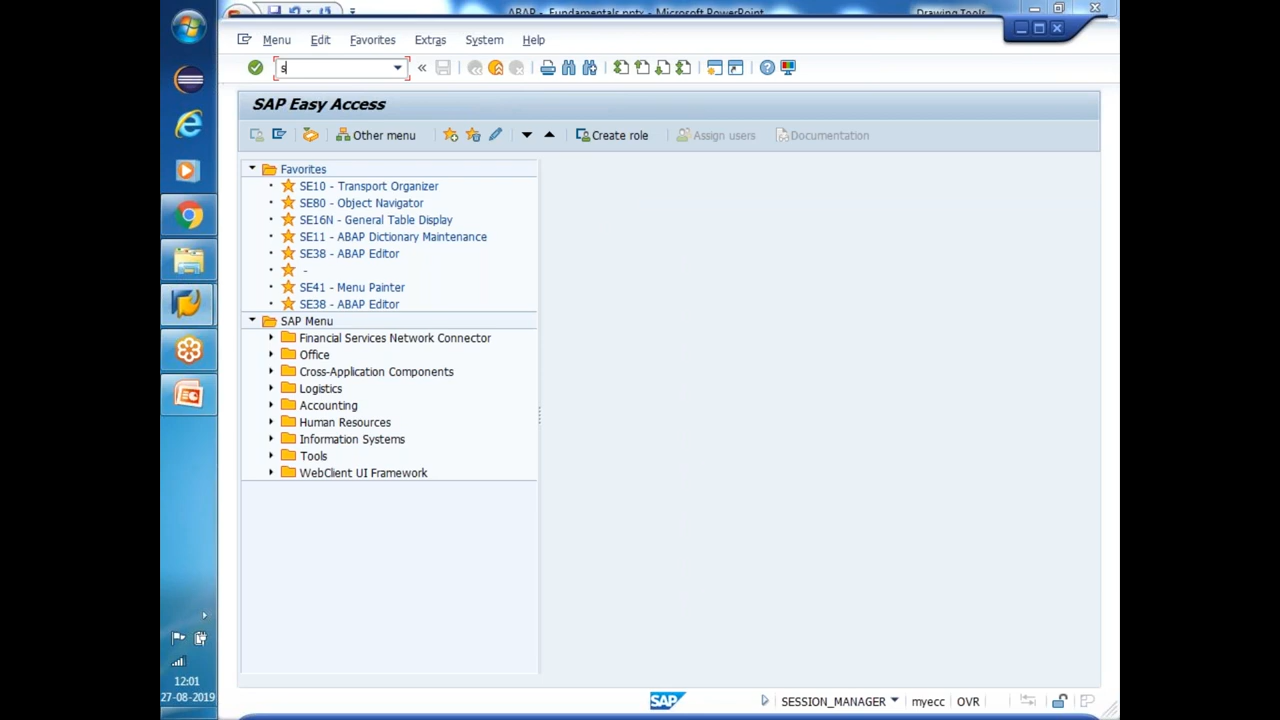 ABAP - Fundamentals.pptx - Microsoft PowerPoint
Drawing Tools
Menu Edit Favorites Extras System Help
s
SAP Easy Access
Other menu Create role Assign users Documentation
Favorites
SE10 - Transport Organizer
SE80 - Object Navigator
SE16N - General Table Display
SE11 - ABAP Dictionary Maintenance
SE38 - ABAP Editor
-
SE41 - Menu Painter
SE38 - ABAP Editor
SAP Menu
Financial Services Network Connector
Office
Cross-Application Components
Logistics
Accounting
Human Resources
Information Systems
Tools
WebClient UI Framework
12:01
27-08-2019
SAP
SESSION_MANAGER myecc OVR